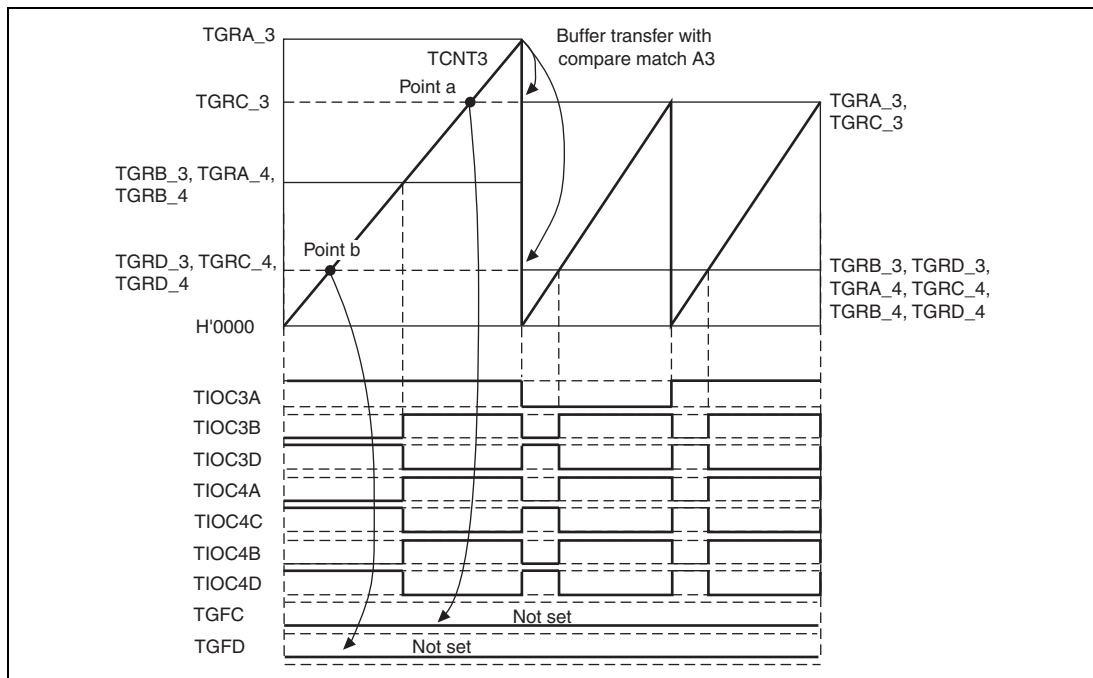 TGRA_3
TCNT3
Buffer transfer with
compare match A3
Point a
TGRC_3
TGRA_3,
TGRC_3
TGRB_3, TGRA_4,
TGRB_4
Point b
TGRD_3, TGRC_4,
TGRD_4
TGRB_3, TGRD_3,
TGRA_4, TGRC_4,
TGRB_4, TGRD_4
H'0000
TIOC3A
TIOC3B
TIOC3D
TIOC4A
TIOC4C
TIOC4B
TIOC4D
TGFC
Not set
TGFD
Not set